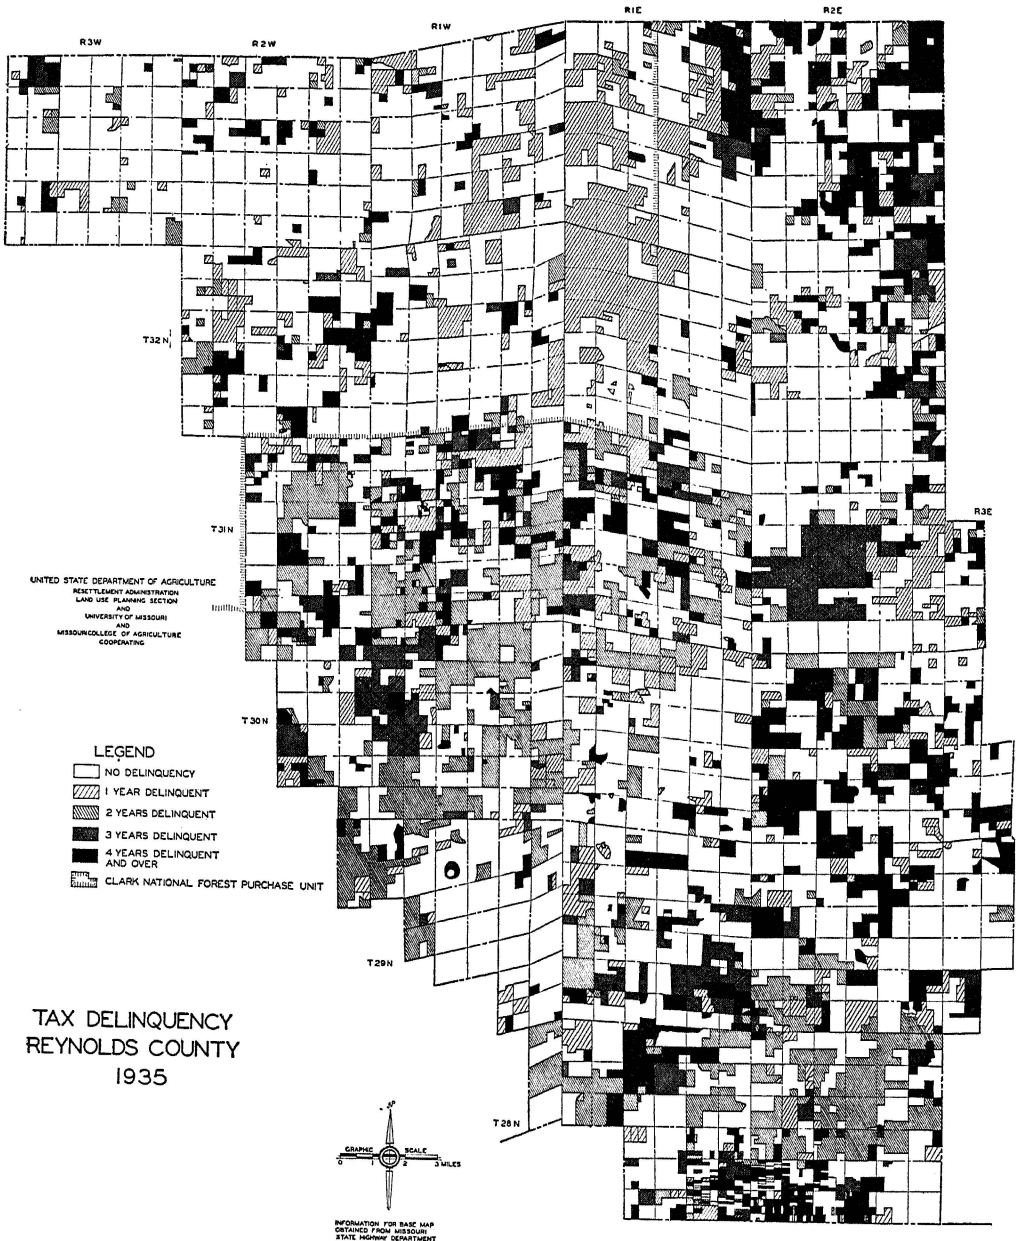 R3W
R2W
R1W
R1E
R2E
T32N
T31N
R3E
UNITED STATE DEPARTMENT OF AGRICULTURE
RESETTLEMENT ADMINISTRATION
LAND USE PLANNING SECTION
AND
UNIVERSITY OF MISSOURI
AND
MISSOURI COLLEGE OF AGRICULTURE
COOPERATING
T30N
LEGEND
NO DELINQUENCY
1 YEAR DELINQUENT
2 YEARS DELINQUENT
3 YEARS DELINQUENT
4 YEARS DELINQUENT
AND OVER
CLARK NATIONAL FOREST PURCHASE UNIT
T29N
TAX DELINQUENCY
REYNOLDS COUNTY
1935
T28N
GRAPHIC SCALE
0 1 2 3 MILES
INFORMATION FOR BASE MAP
OBTAINED FROM MISSOURI
STATE HIGHWAY DEPARTMENT